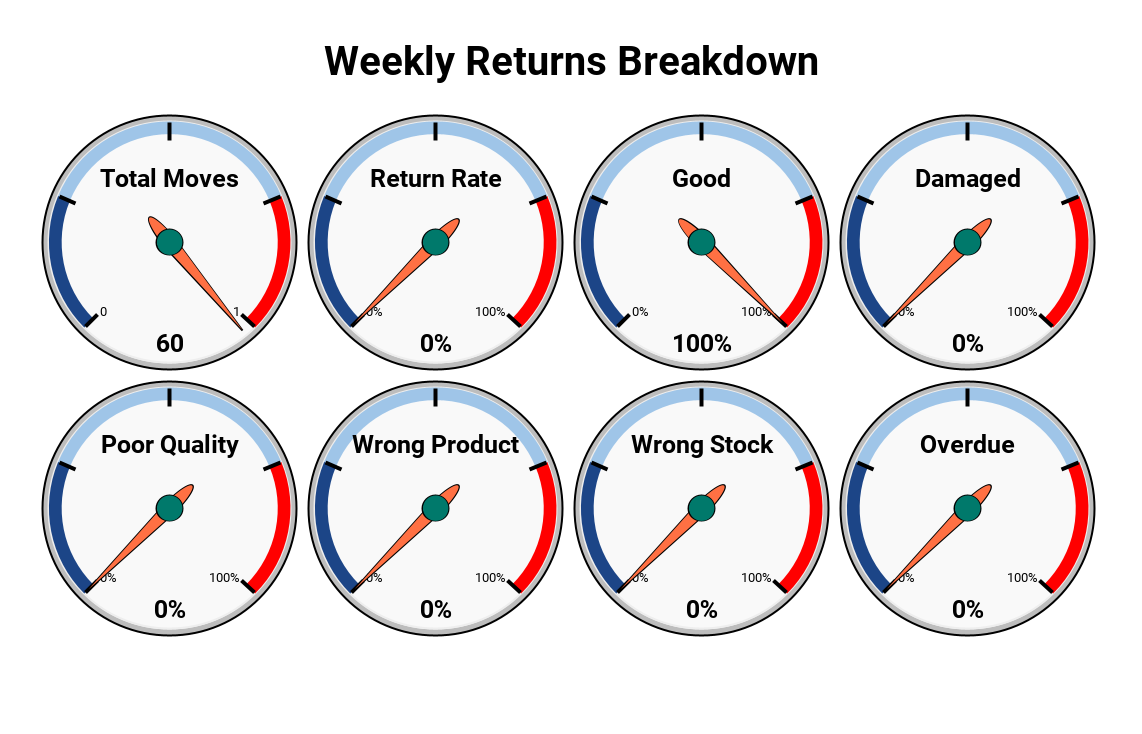 Weekly Returns Breakdown
Total Moves
0
1
60
Return Rate
0%
100%
0%
Good
0%
100%
100%
Damaged
0%
100%
0%
Poor Quality
0%
100%
0%
Wrong Product
0%
100%
0%
Wrong Stock
0%
100%
0%
Overdue
0%
100%
0%